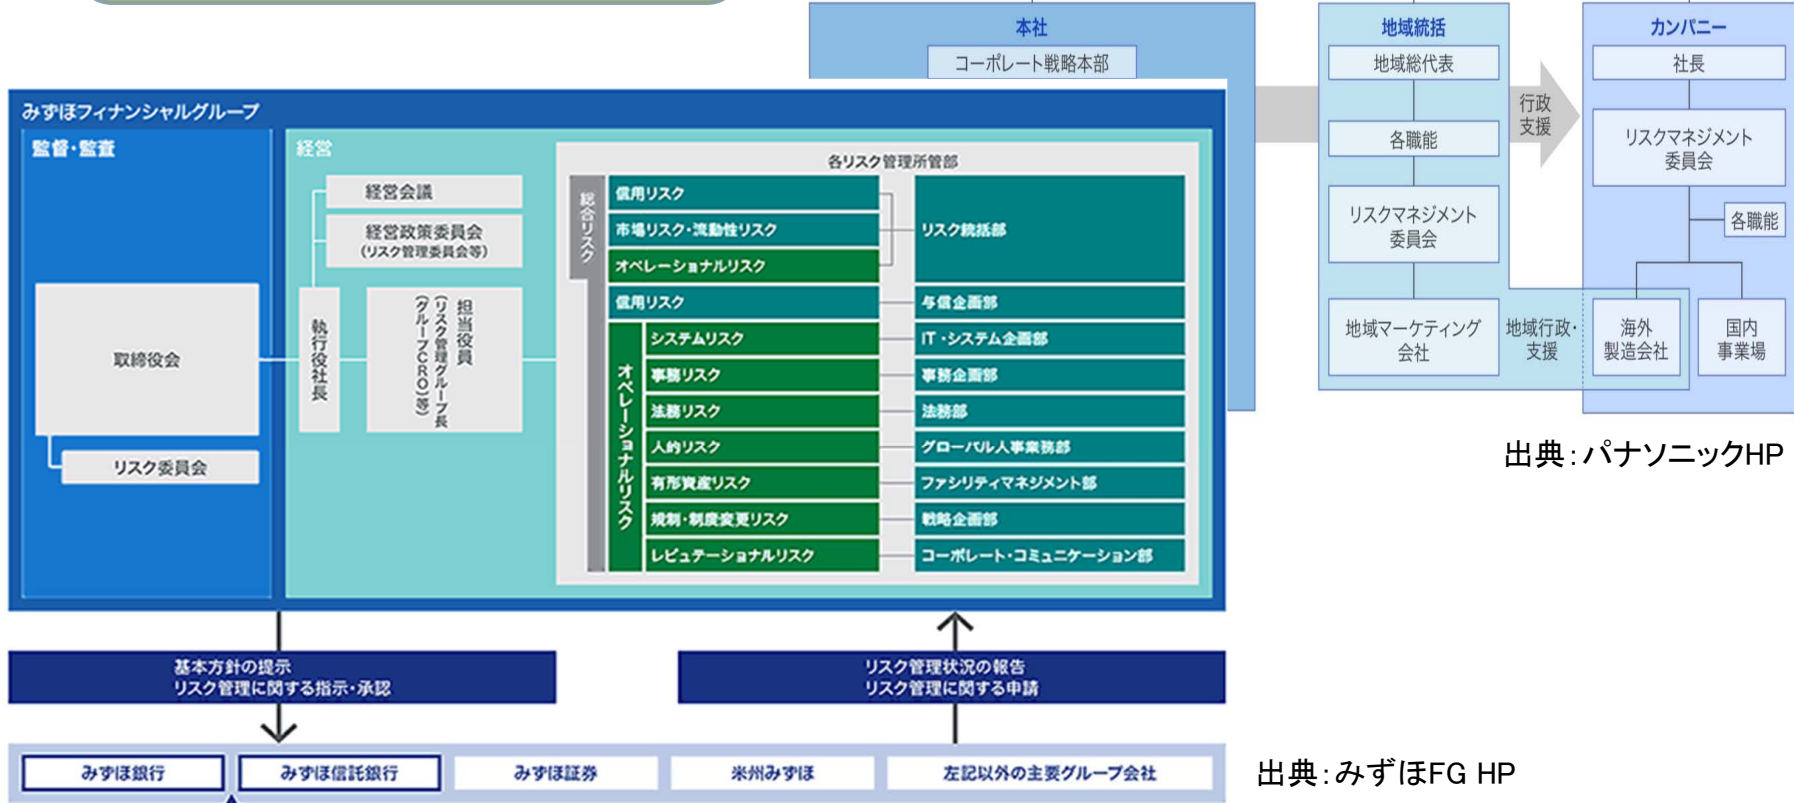 本社
コーポレート戦略本部
地域統括
地域総代表
各職能
リスクマネジメント
委員会
地域マーケティング
会社
行政
支援
地域行政・
支援
カンパニー
社長
リスクマネジメント
委員会
各職能
海外
製造会社
国内
事業場
出典：パナソニックHP
みずほフィナンシャルグループ
監督・監査
取締役会
リスク委員会
経営
経営会議
経営政策委員会
(リスク管理委員会等)
執行役社長
担当役員
(リスク管理グループ長
(グループCRO)等)
各リスク管理所管部
総合リスク
信用リスク
市場リスク・流動性リスク
オペレーショナルリスク
リスク統括部
信用リスク
与信企画部
オペレーショナルリスク
システムリスク
IT・システム企画部
事務リスク
事務企画部
法務リスク
法務部
人的リスク
グローバル人事業務部
有形資産リスク
ファシリティマネジメント部
規制・制度変更リスク
戦略企画部
レピュテーショナルリスク
コーポレート・コミュニケーション部
基本方針の提示
リスク管理に関する指示・承認
リスク管理状況の報告
リスク管理に関する申請
みずほ銀行
みずほ信託銀行
みずほ証券
米州みずほ
左記以外の主要グループ会社
出典：みずほFG HP